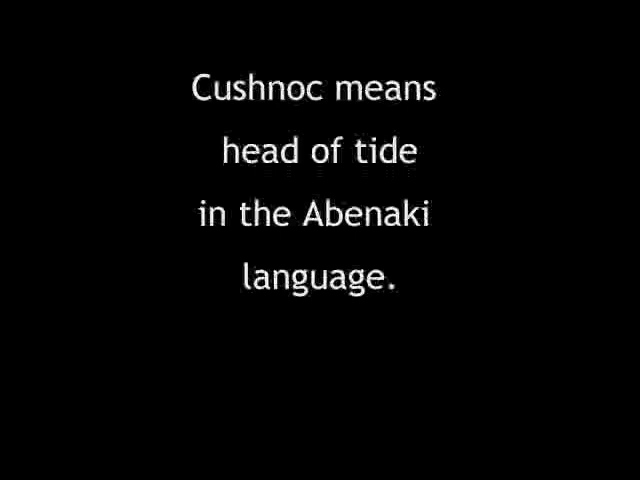 Cushnoc means
head of tide
in the Abenaki
language.